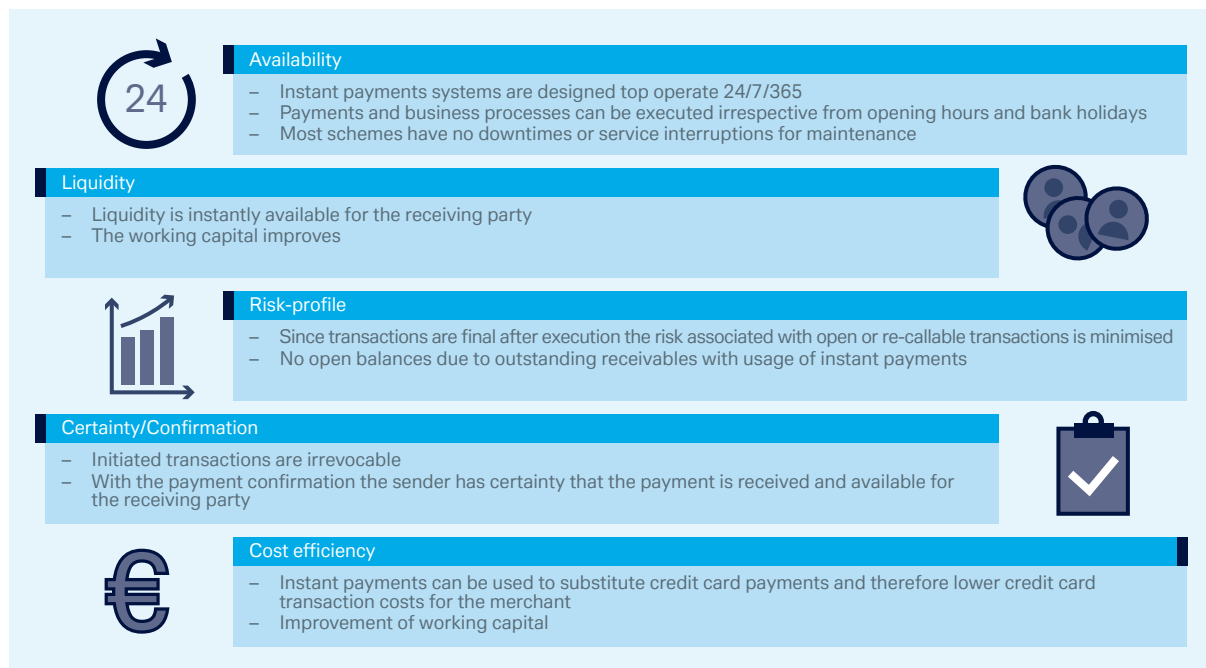 24
Availability
– Instant payments systems are designed top operate 24/7/365
– Payments and business processes can be executed irrespective from opening hours and bank holidays
– Most schemes have no downtimes or service interruptions for maintenance
Liquidity
– Liquidity is instantly available for the receiving party
– The working capital improves
Risk-profile
– Since transactions are final after execution the risk associated with open or re-callable transactions is minimised
– No open balances due to outstanding receivables with usage of instant payments
Certainty/Confirmation
– Initiated transactions are irrevocable
– With the payment confirmation the sender has certainty that the payment is received and available for
the receiving party
€
Cost efficiency
– Instant payments can be used to substitute credit card payments and therefore lower credit card
transaction costs for the merchant
– Improvement of working capital